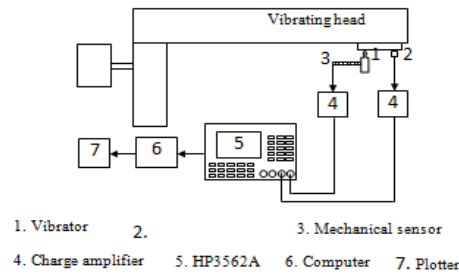 Vibrating head
3 1 2
4 4
5
7 6
1. Vibrator 2. 3. Mechanical sensor
4. Charge amplifier 5. HP3562A 6. Computer 7. Plotter